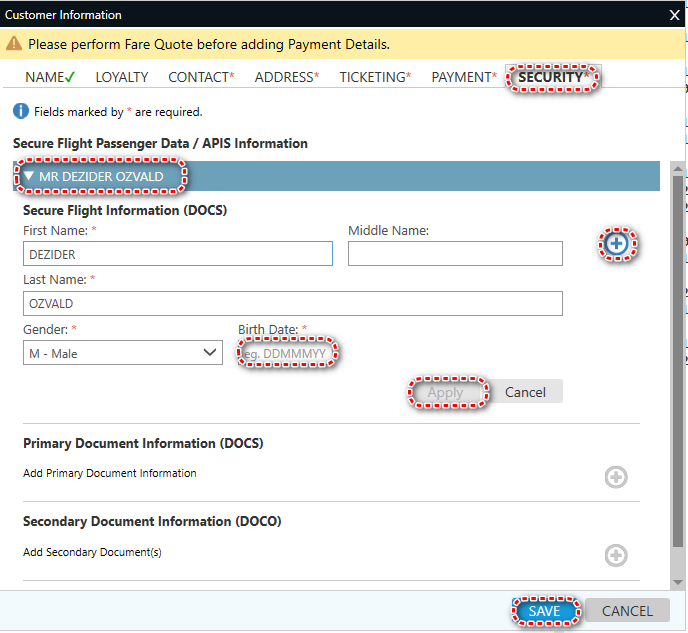 Customer Information X
Please perform Fare Quote before adding Payment Details.
NAME✓ LOYALTY CONTACT* ADDRESS* TICKETING* PAYMENT* SECURITY*
Fields marked by * are required.
Secure Flight Passenger Data / APIS Information
▼ MR DEZIDER OZVALD
Secure Flight Information (DOCS)
First Name: * Middle Name:
DEZIDER
Last Name: *
OZVALD
Gender: * Birth Date: *
M - Male eg. DDMMMYY
Apply Cancel
Primary Document Information (DOCS)
Add Primary Document Information
Secondary Document Information (DOCO)
Add Secondary Document(s)
SAVE CANCEL